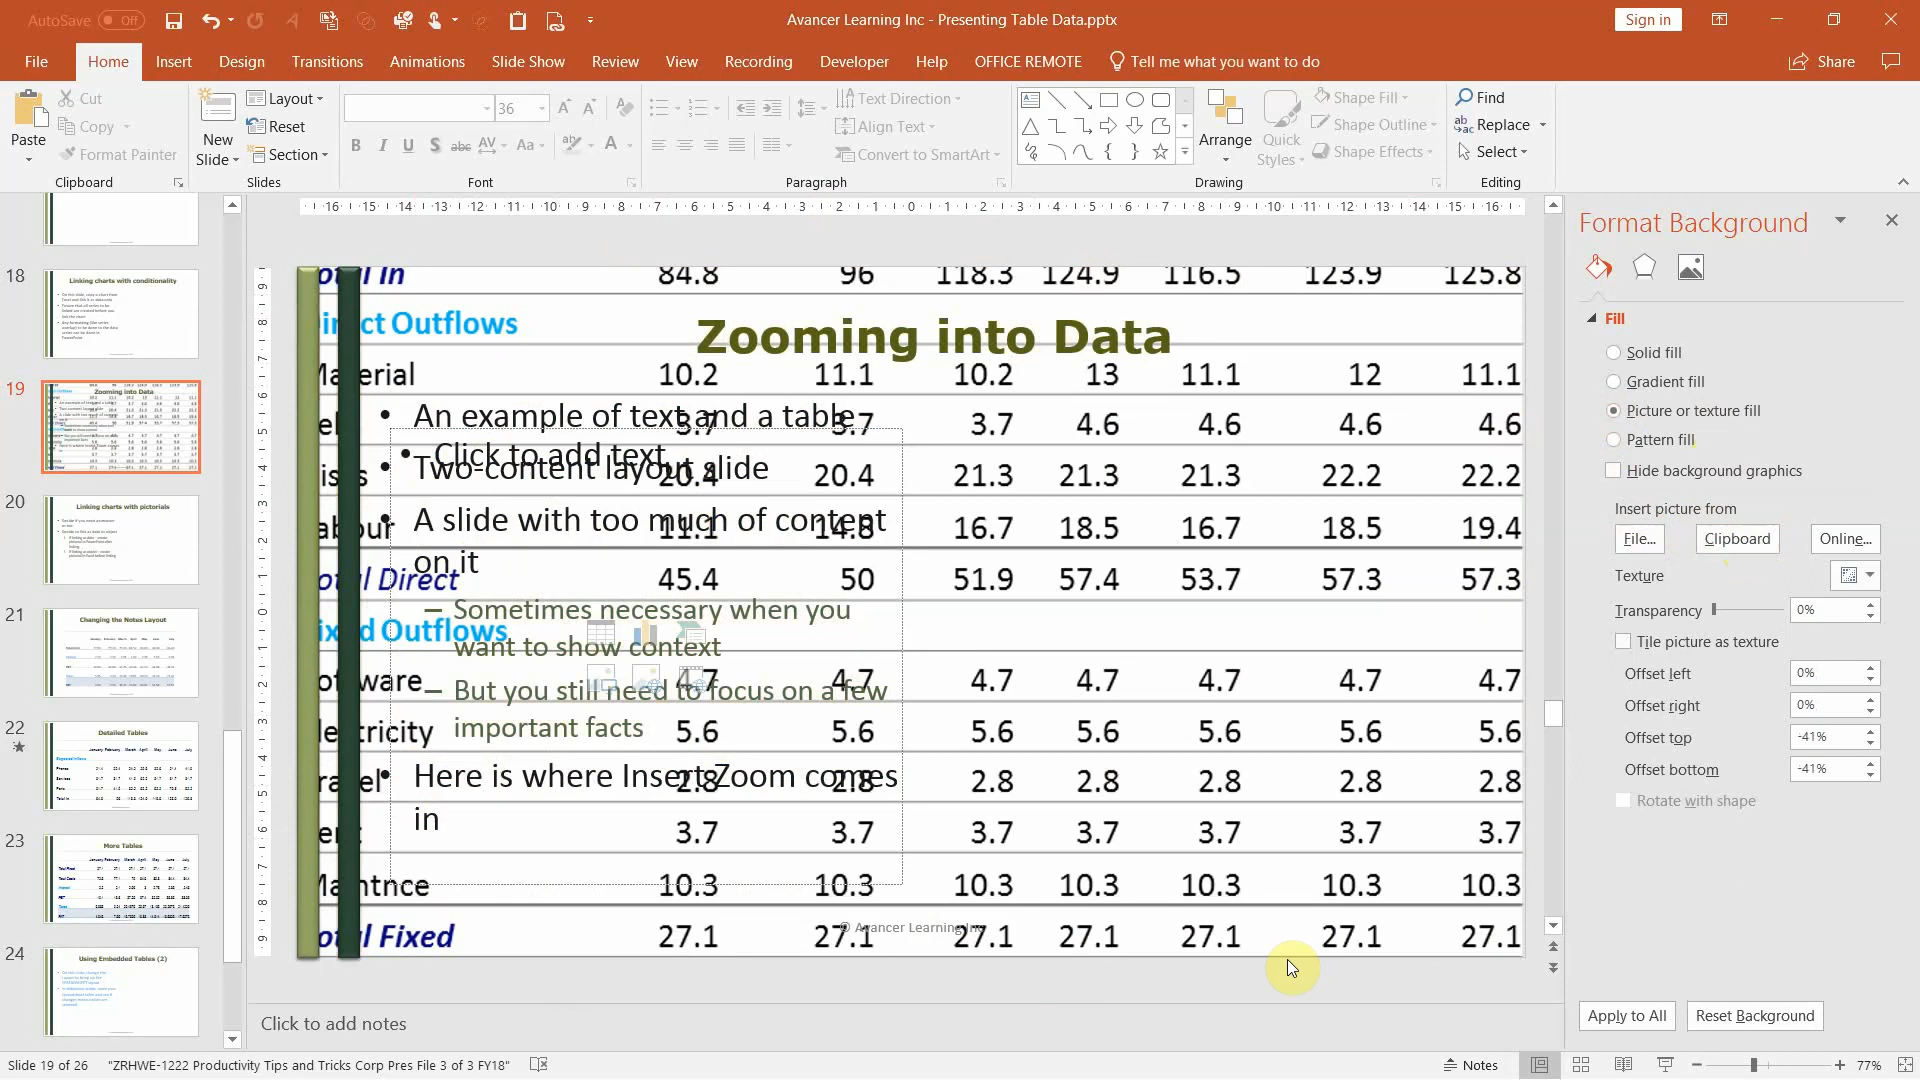 AutoSave Off
Avancer Learning Inc - Presenting Table Data.pptx
Sign in
File Home Insert Design Transitions Animations Slide Show Review View Recording Developer Help OFFICE REMOTE Tell me what you want to do Share
Paste
Cut
Copy
Format Painter
Clipboard
New Slide
Layout
Reset
Section
Slides
36
Font
Text Direction
Align Text
Convert to SmartArt
Paragraph
Arrange
Quick Styles
Shape Fill
Shape Outline
Shape Effects
Drawing
Find
Replace
Select
Editing
18
Linking charts with conditionality
19
Zooming into Data
20
Linking charts with pictorials
21
Changing the Notes Layout
22
Detailed Tables
23
More Tables
24
Using Embedded Tables (2)
84.8 96 118.3 124.9 116.5 123.9 125.8
Direct Outflows
Zooming into Data
Material 10.2 11.1 10.2 13 11.1 12 11.1
An example of text and a table
3.7 3.7 3.7 4.6 4.6 4.6 4.6
Click to add text
Two-content layout slide
20.4 20.4 21.3 21.3 21.3 22.2 22.2
A slide with too much of content on it
11.1 14.8 16.7 18.5 16.7 18.5 19.4
Total Direct 45.4 50 51.9 57.4 53.7 57.3 57.3
Sometimes necessary when you want to show context
Fixed Outflows
But you still need to focus on a few important facts
4.7 4.7 4.7 4.7 4.7 4.7 4.7
5.6 5.6 5.6 5.6 5.6 5.6 5.6
Here is where Insert Zoom comes in
2.8 2.8 2.8 2.8 2.8 2.8 2.8
3.7 3.7 3.7 3.7 3.7 3.7 3.7
10.3 10.3 10.3 10.3 10.3 10.3 10.3
© Avancer Learning Inc
Total Fixed 27.1 27.1 27.1 27.1 27.1 27.1 27.1
Click to add notes
Format Background
Fill
Solid fill
Gradient fill
Picture or texture fill
Pattern fill
Hide background graphics
Insert picture from
File... Clipboard Online...
Texture
Transparency 0%
Tile picture as texture
Offset left 0%
Offset right 0%
Offset top -41%
Offset bottom -41%
Rotate with shape
Apply to All Reset Background
Slide 19 of 26 "ZRHWE-1222 Productivity Tips and Tricks Corp Pres File 3 of 3 FY18" Notes 77%